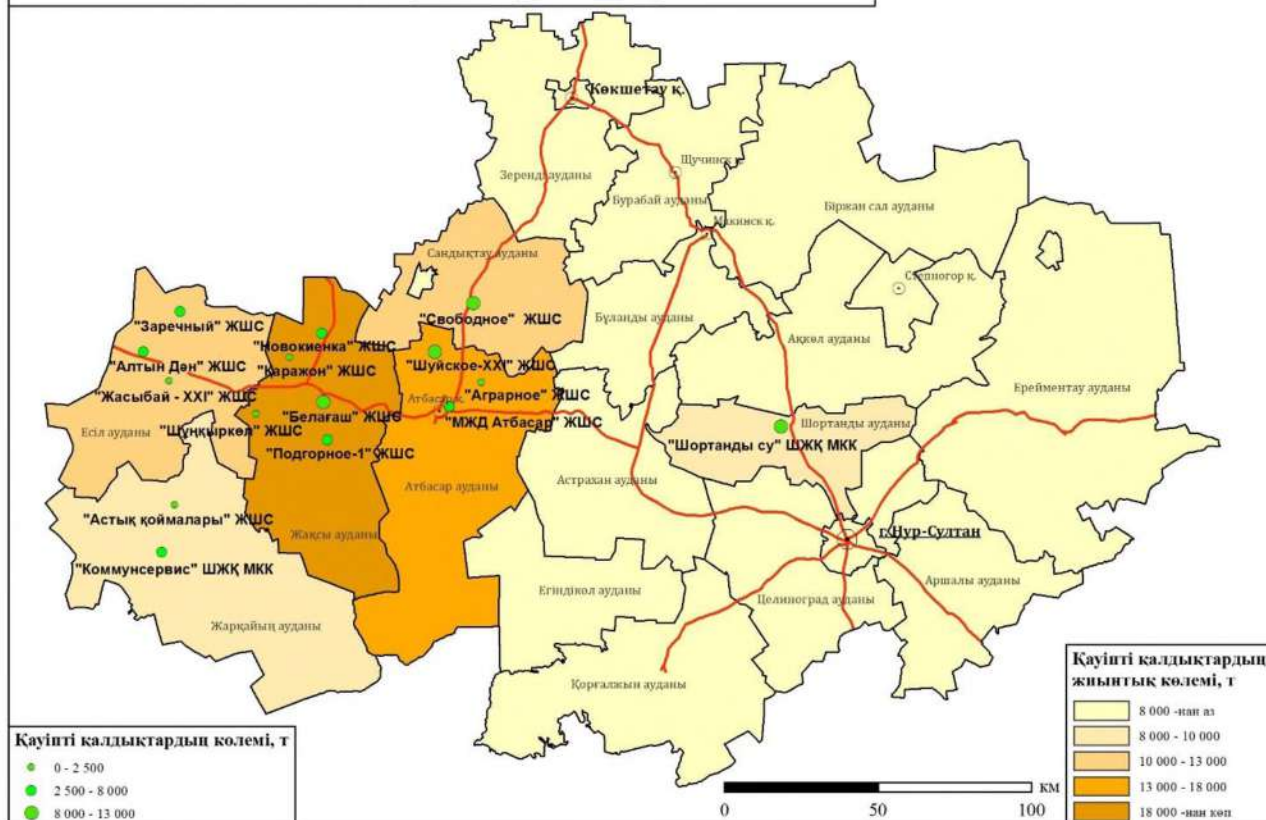 Көкшетау қ.
Щучинск қ.
Зеренді ауданы
Бурабай ауданы
Біржан сал ауданы
Макинск қ.
Сандықтау ауданы
Степногор қ.
"Заречный" ЖШС
"Свободное" ЖШС
Бұланды ауданы
Ақкөл ауданы
"Новокиенка" ЖШС
"Алтын Дән" ЖШС
"Қаражон" ЖШС
"Шуйское-XXI" ЖШС
Ерейментау ауданы
"Жасыбай - XXI" ЖШС
Атбасар қ.
"Аграрное" ЖШС
"Белағаш" ЖШС
"МЖД Атбасар" ЖШС
Шортанды ауданы
Есіл ауданы
"Шұңқыркөл" ЖШС
"Шортанды су" ШЖҚ МКК
"Подгорное-1" ЖШС
Атбасар ауданы
Астрахан ауданы
"Астық қоймалары" ЖШС
Жақсы ауданы
г.Нур-Султан
"Коммунсервис" ШЖҚ МКК
Аршалы ауданы
Егіндікөл ауданы
Целиноград ауданы
Жарқайың ауданы
Қорғалжын ауданы
Қауіпті қалдықтардың көлемі, т
0 - 2 500
2 500 - 8 000
8 000 - 13 000
км
0 50 100
Қауіпті қалдықтардың
жиынтық көлемі, т
8 000 -нан аз
8 000 - 10 000
10 000 - 13 000
13 000 - 18 000
18 000 -нан көп